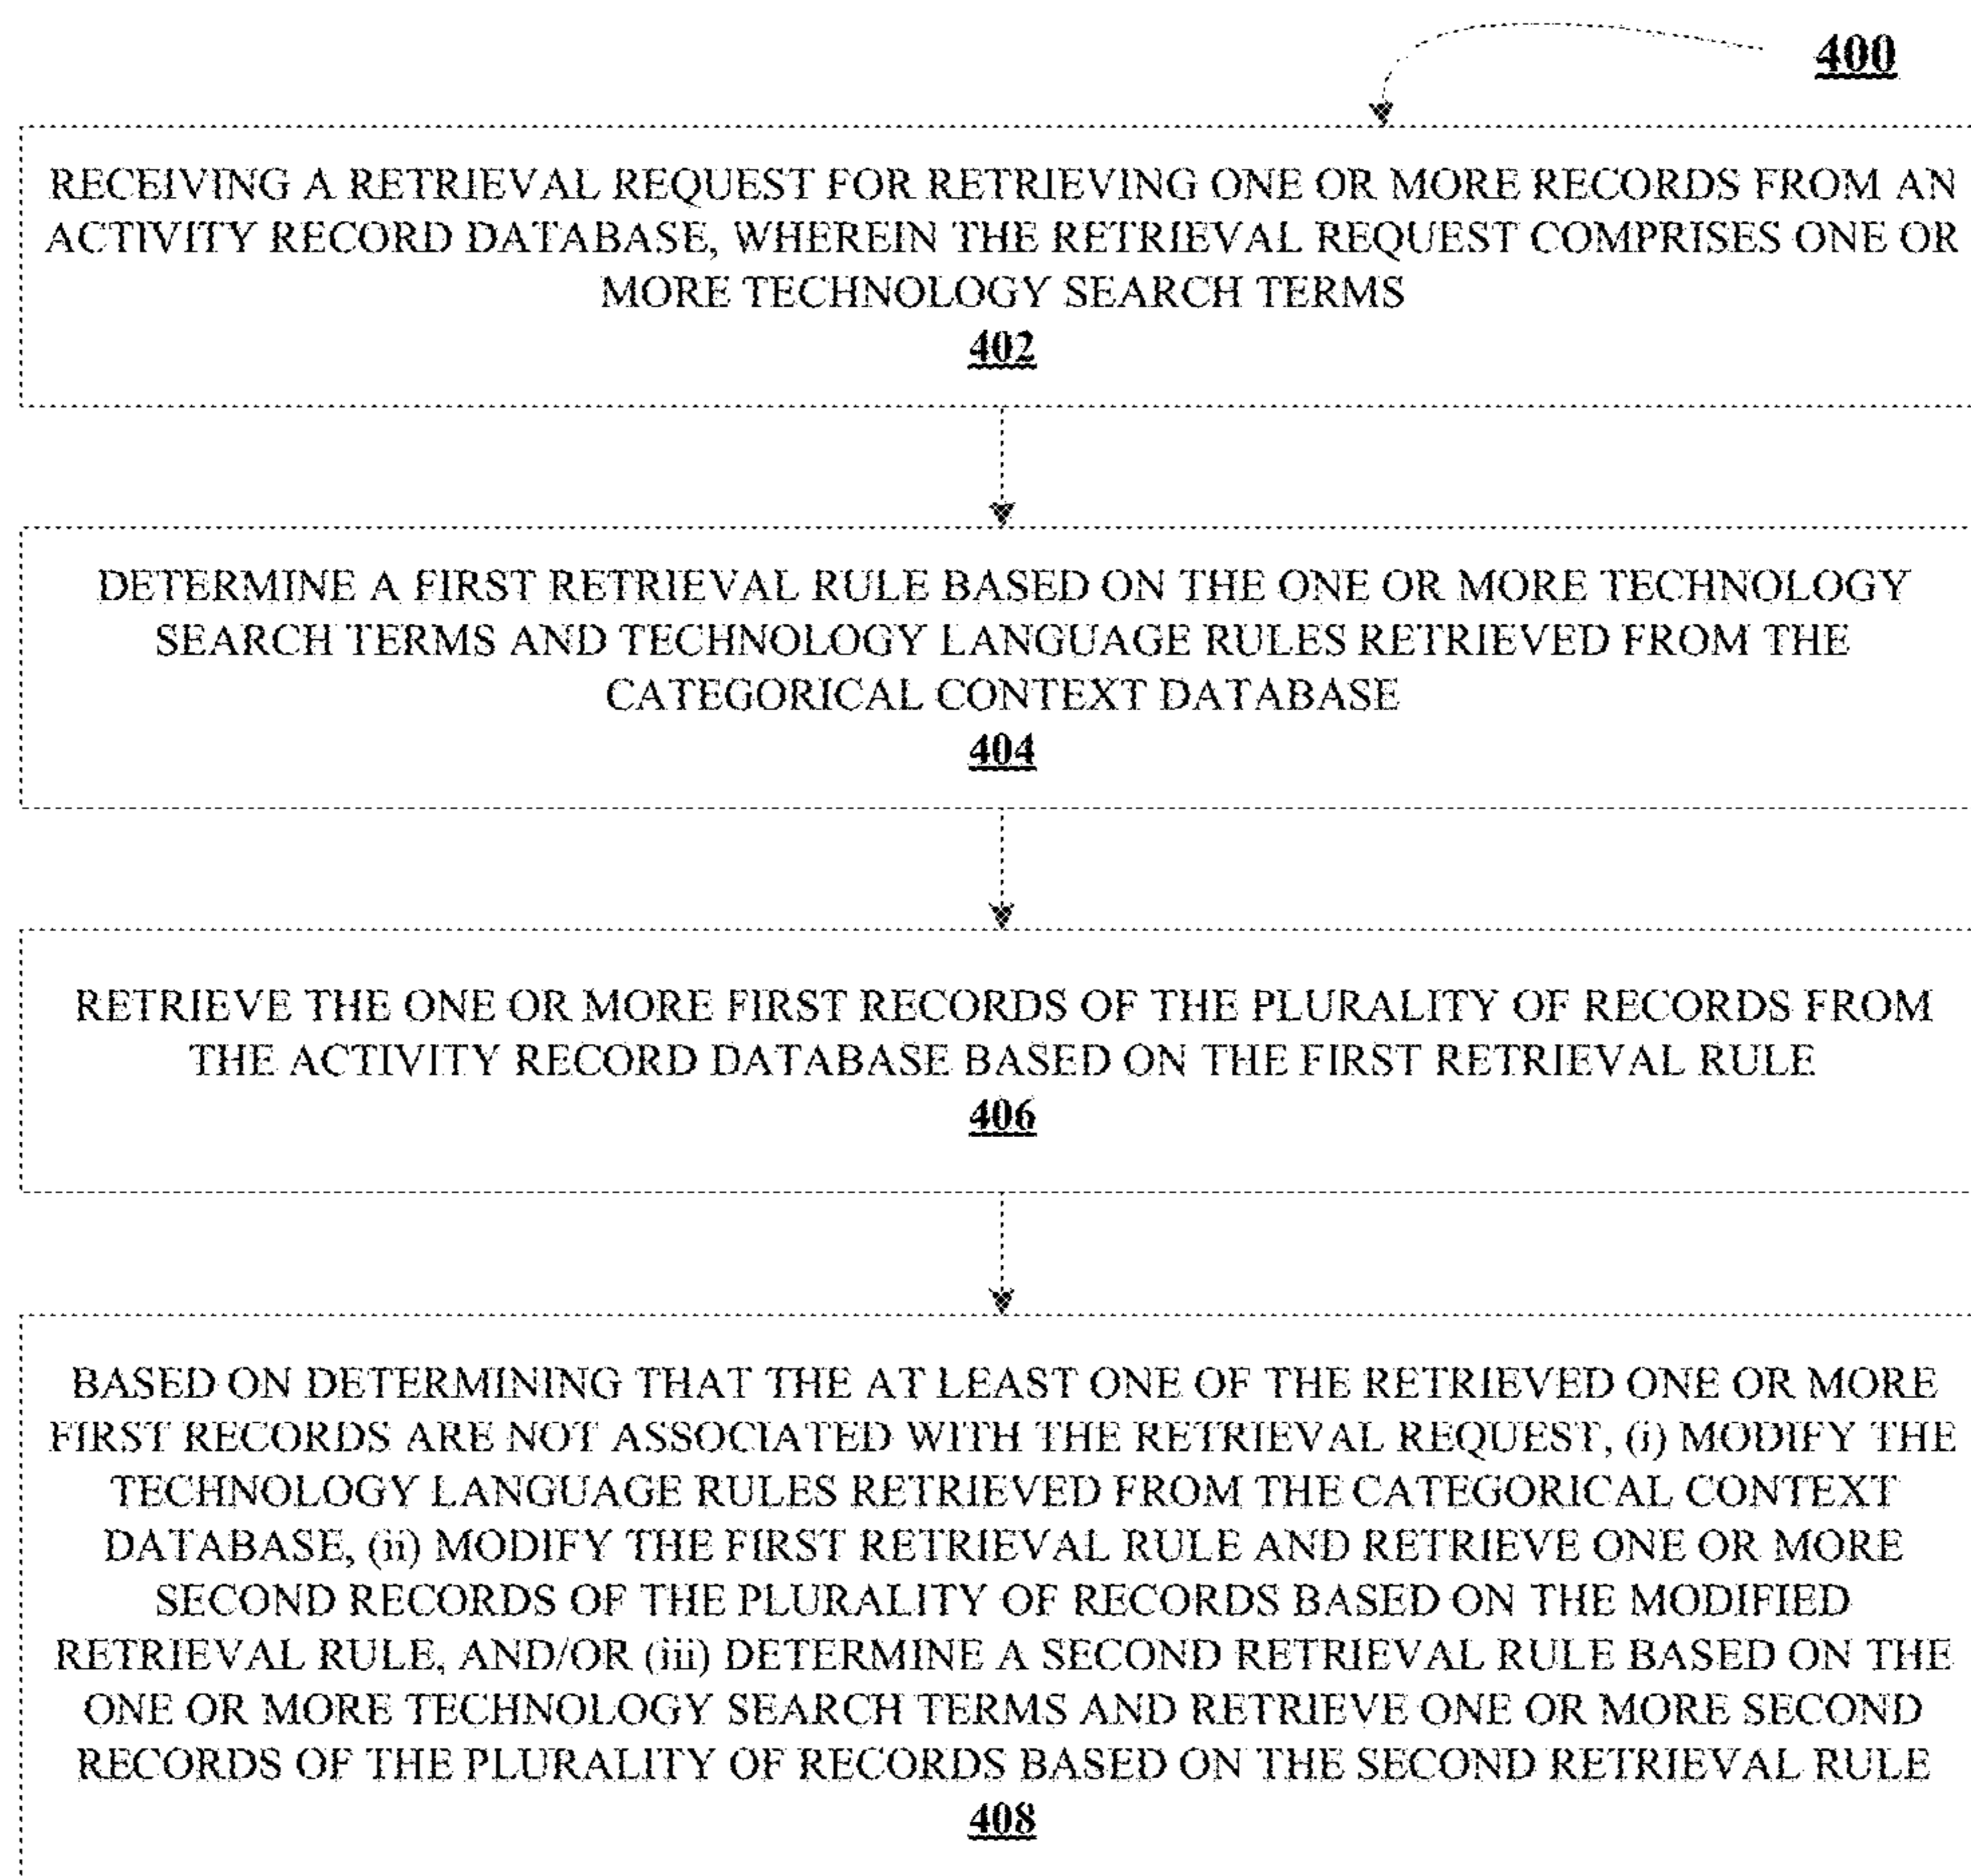 400
RECEIVING A RETRIEVAL REQUEST FOR RETRIEVING ONE OR MORE RECORDS FROM AN
ACTIVITY RECORD DATABASE, WHEREIN THE RETRIEVAL REQUEST COMPRISES ONE OR
MORE TECHNOLOGY SEARCH TERMS
402
DETERMINE A FIRST RETRIEVAL RULE BASED ON THE ONE OR MORE TECHNOLOGY
SEARCH TERMS AND TECHNOLOGY LANGUAGE RULES RETRIEVED FROM THE
CATEGORICAL CONTEXT DATABASE
404
RETRIEVE THE ONE OR MORE FIRST RECORDS OF THE PLURALITY OF RECORDS FROM
THE ACTIVITY RECORD DATABASE BASED ON THE FIRST RETRIEVAL RULE
406
BASED ON DETERMINING THAT THE AT LEAST ONE OF THE RETRIEVED ONE OR MORE
FIRST RECORDS ARE NOT ASSOCIATED WITH THE RETRIEVAL REQUEST, (i) MODIFY THE
TECHNOLOGY LANGUAGE RULES RETRIEVED FROM THE CATEGORICAL CONTEXT
DATABASE, (ii) MODIFY THE FIRST RETRIEVAL RULE AND RETRIEVE ONE OR MORE
SECOND RECORDS OF THE PLURALITY OF RECORDS BASED ON THE MODIFIED
RETRIEVAL RULE, AND/OR (iii) DETERMINE A SECOND RETRIEVAL RULE BASED ON THE
ONE OR MORE TECHNOLOGY SEARCH TERMS AND RETRIEVE ONE OR MORE SECOND
RECORDS OF THE PLURALITY OF RECORDS BASED ON THE SECOND RETRIEVAL RULE
408